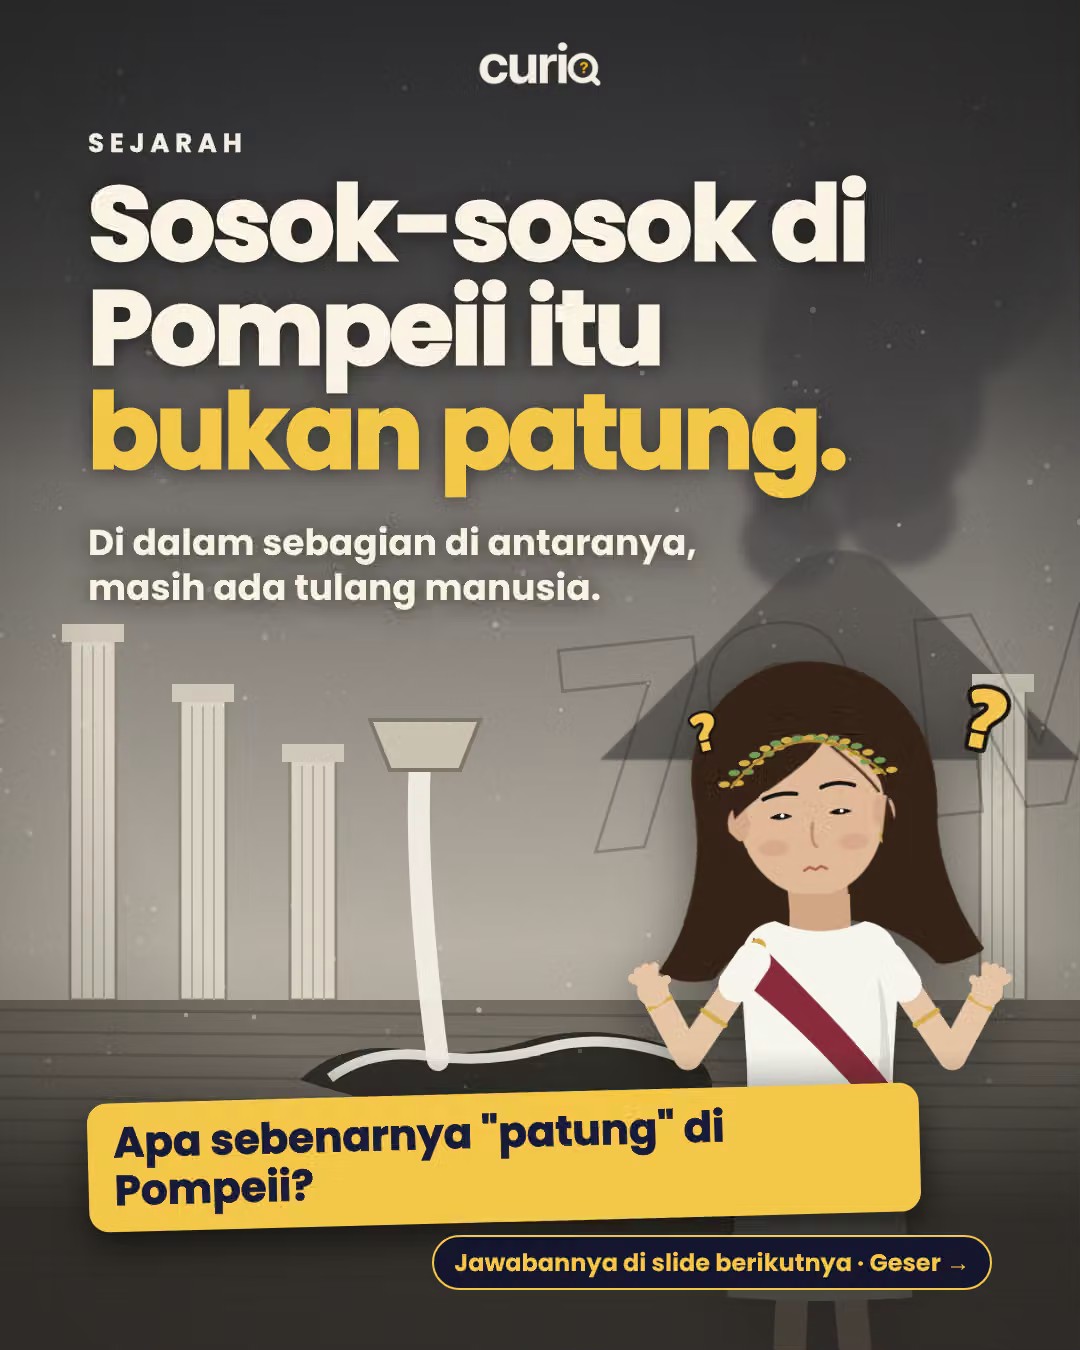 curio
SEJARAH
Sosok-sosok di
Pompeii itu
bukan patung.
Di dalam sebagian di antaranya,
masih ada tulang manusia.
?
?
Apa sebenarnya "patung" di
Pompeii?
Jawabannya di slide berikutnya · Geser →